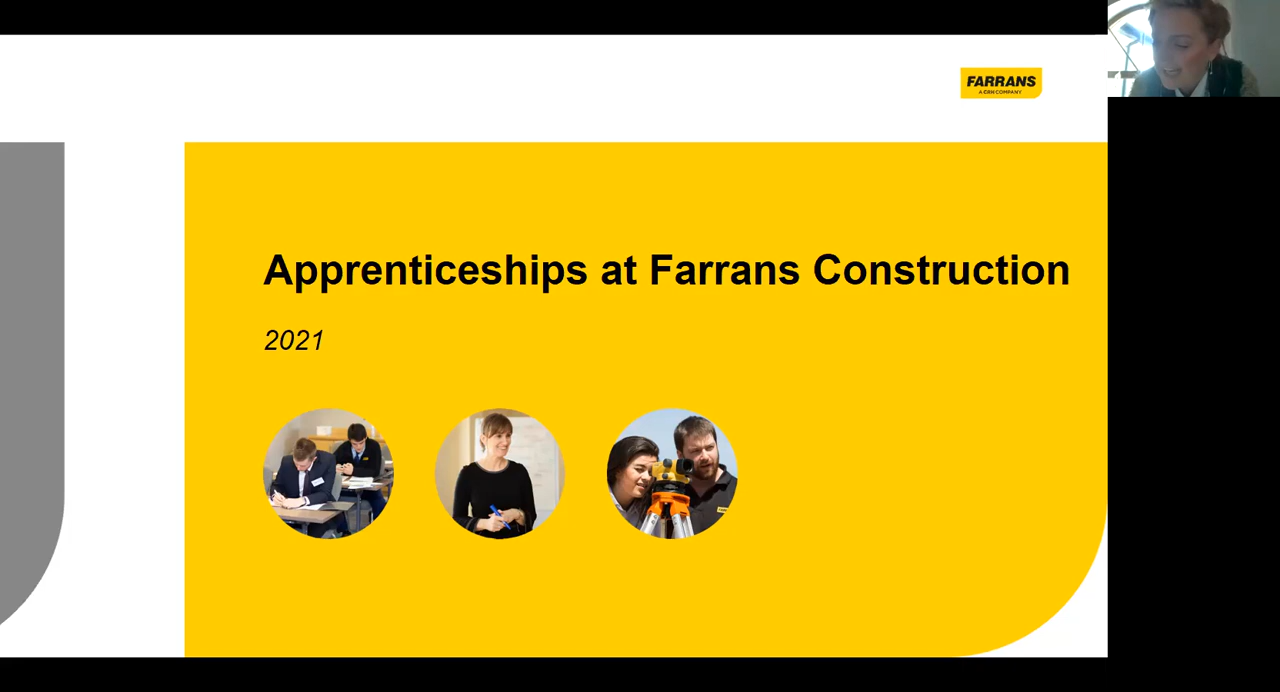 FARRANS
A CRH COMPANY
Apprenticeships at Farrans Construction
2021